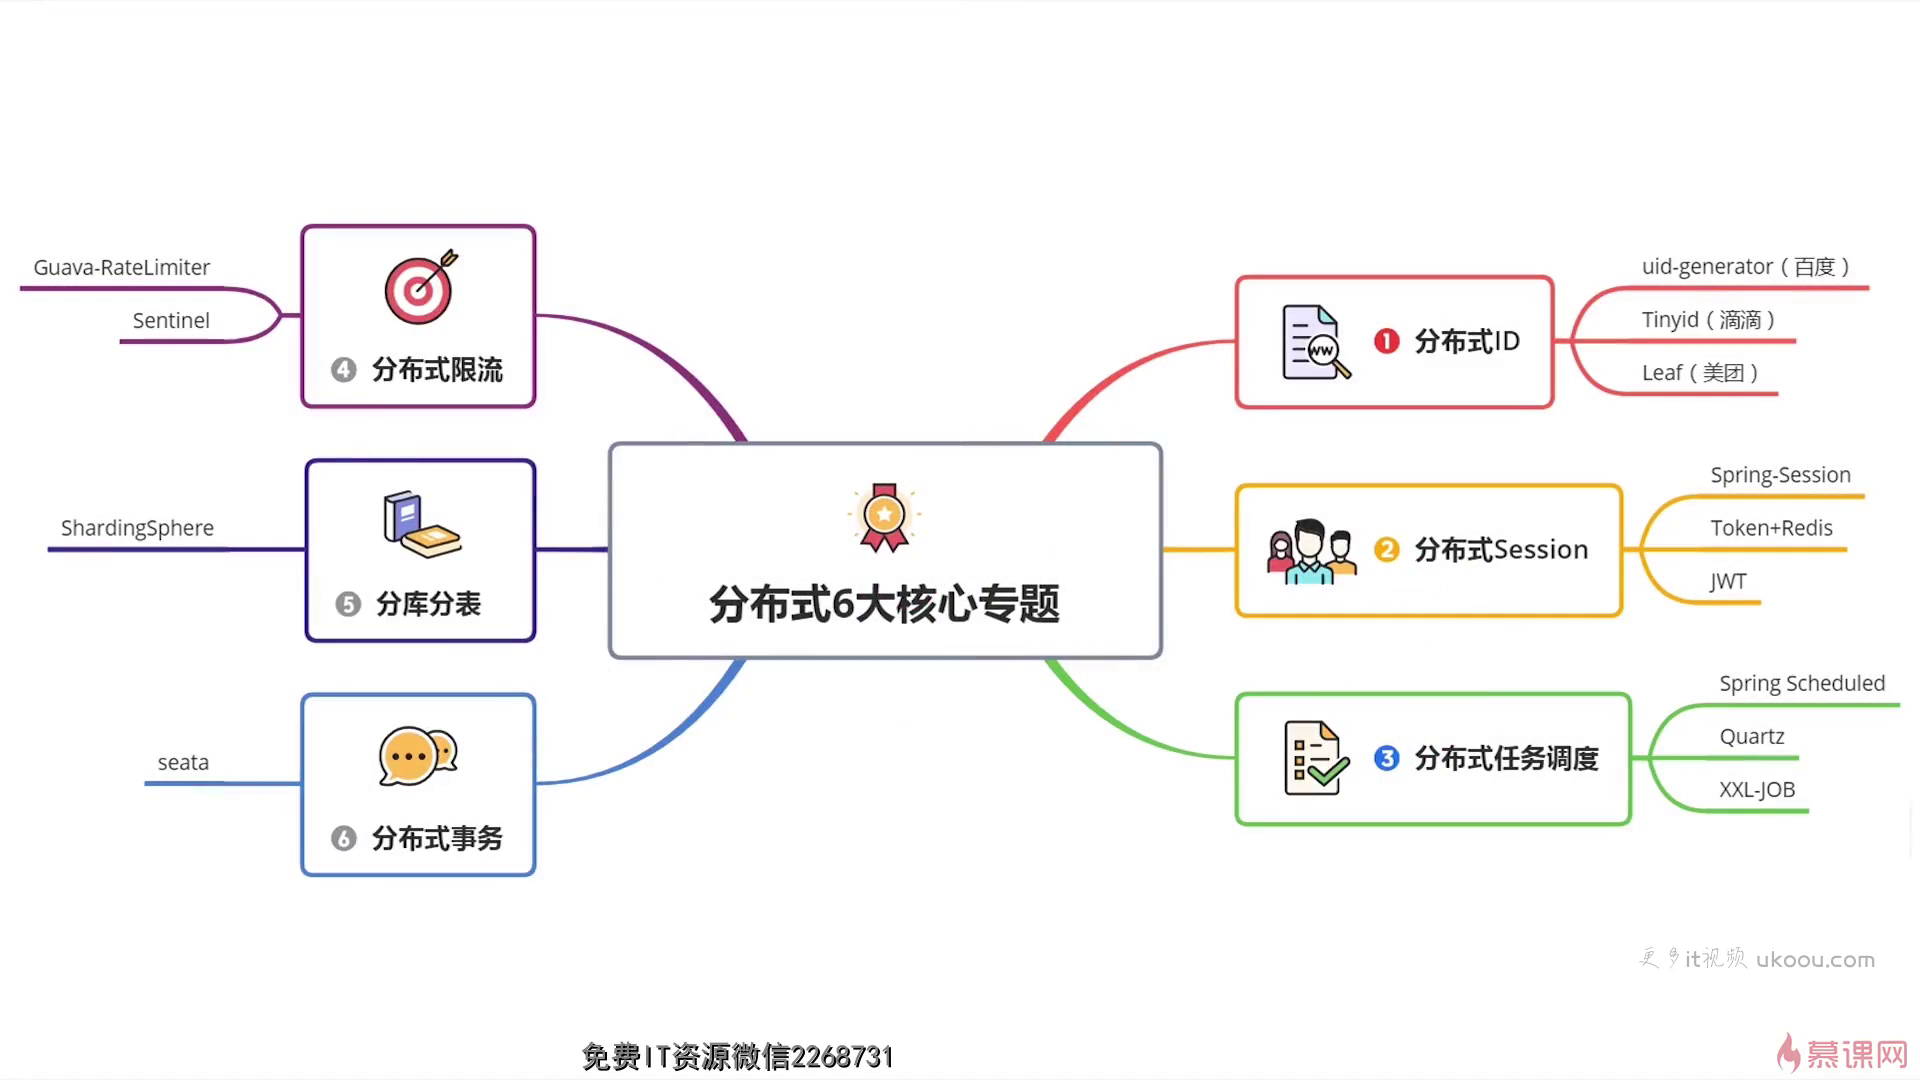 分布式6大核心专题
1 分布式ID
uid-generator（百度）
Tinyid（滴滴）
Leaf（美团）
2 分布式Session
Spring-Session
Token+Redis
JWT
3 分布式任务调度
Spring Scheduled
Quartz
XXL-JOB
Guava-RateLimiter
Sentinel
4 分布式限流
ShardingSphere
5 分库分表
seata
6 分布式事务
WW
更多it视频 ukoou.com
免费IT资源微信2268731
慕课网